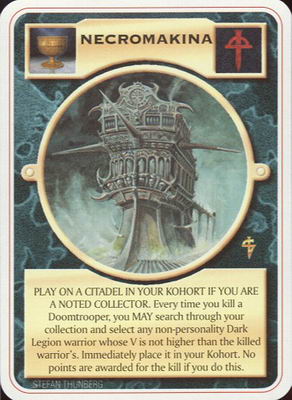 NECROMAKINA
PLAY ON A CITADEL IN YOUR KOHORT IF YOU ARE
A NOTED COLLECTOR. Every time you kill a
Doomtrooper, you MAY search through your
collection and select any non-personality Dark
Legion warrior whose V is not higher than the killed
warrior's. Immediately place it in your Kohort. No
points are awarded for the kill if you do this.
STEFAN THUNBERG